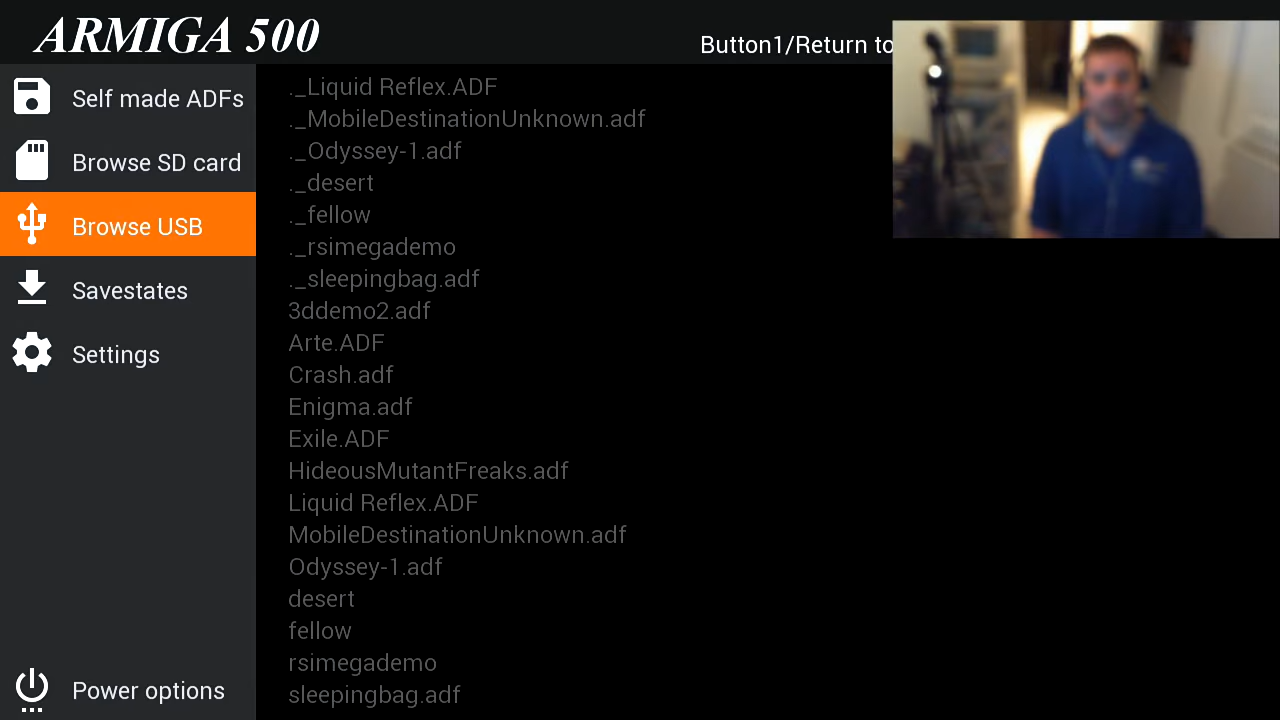 ARMIGA 500
Button1/Return to
Self made ADFs
Browse SD card
Browse USB
Savestates
Settings
Power options
._Liquid Reflex.ADF
._MobileDestinationUnknown.adf
._Odyssey-1.adf
._desert
._fellow
._rsimegademo
._sleepingbag.adf
3ddemo2.adf
Arte.ADF
Crash.adf
Enigma.adf
Exile.ADF
HideousMutantFreaks.adf
Liquid Reflex.ADF
MobileDestinationUnknown.adf
Odyssey-1.adf
desert
fellow
rsimegademo
sleepingbag.adf